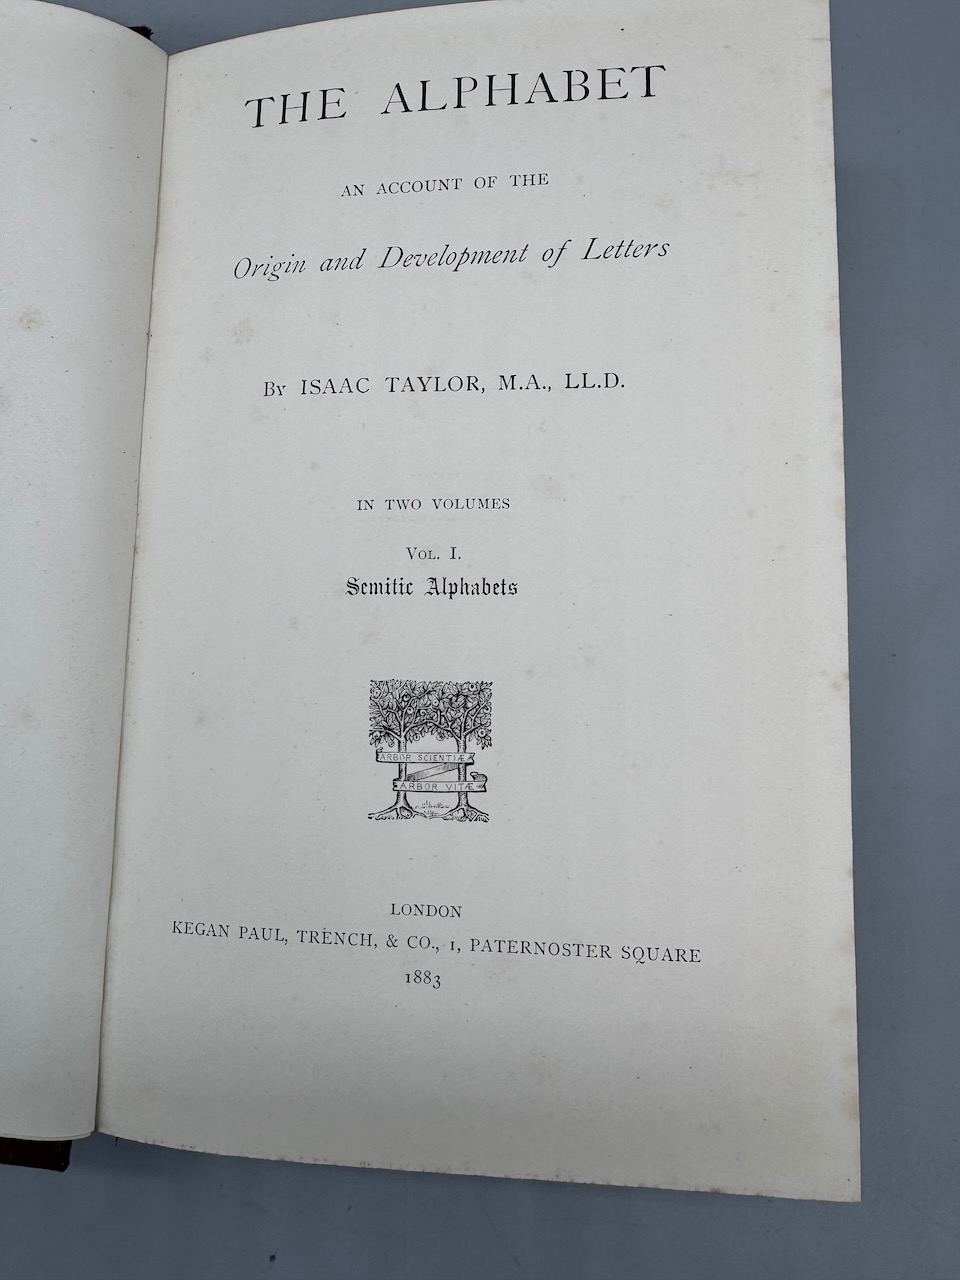 THE ALPHABET
AN ACCOUNT OF THE
Origin and Development of Letters
By ISAAC TAYLOR, M.A., LL.D.
IN TWO VOLUMES
Vol. I.
Semitic Alphabets
ARBOR SCIENTIÆ
ARBOR VITÆ
LONDON
KEGAN PAUL, TRENCH, & CO., 1, PATERNOSTER SQUARE
1883